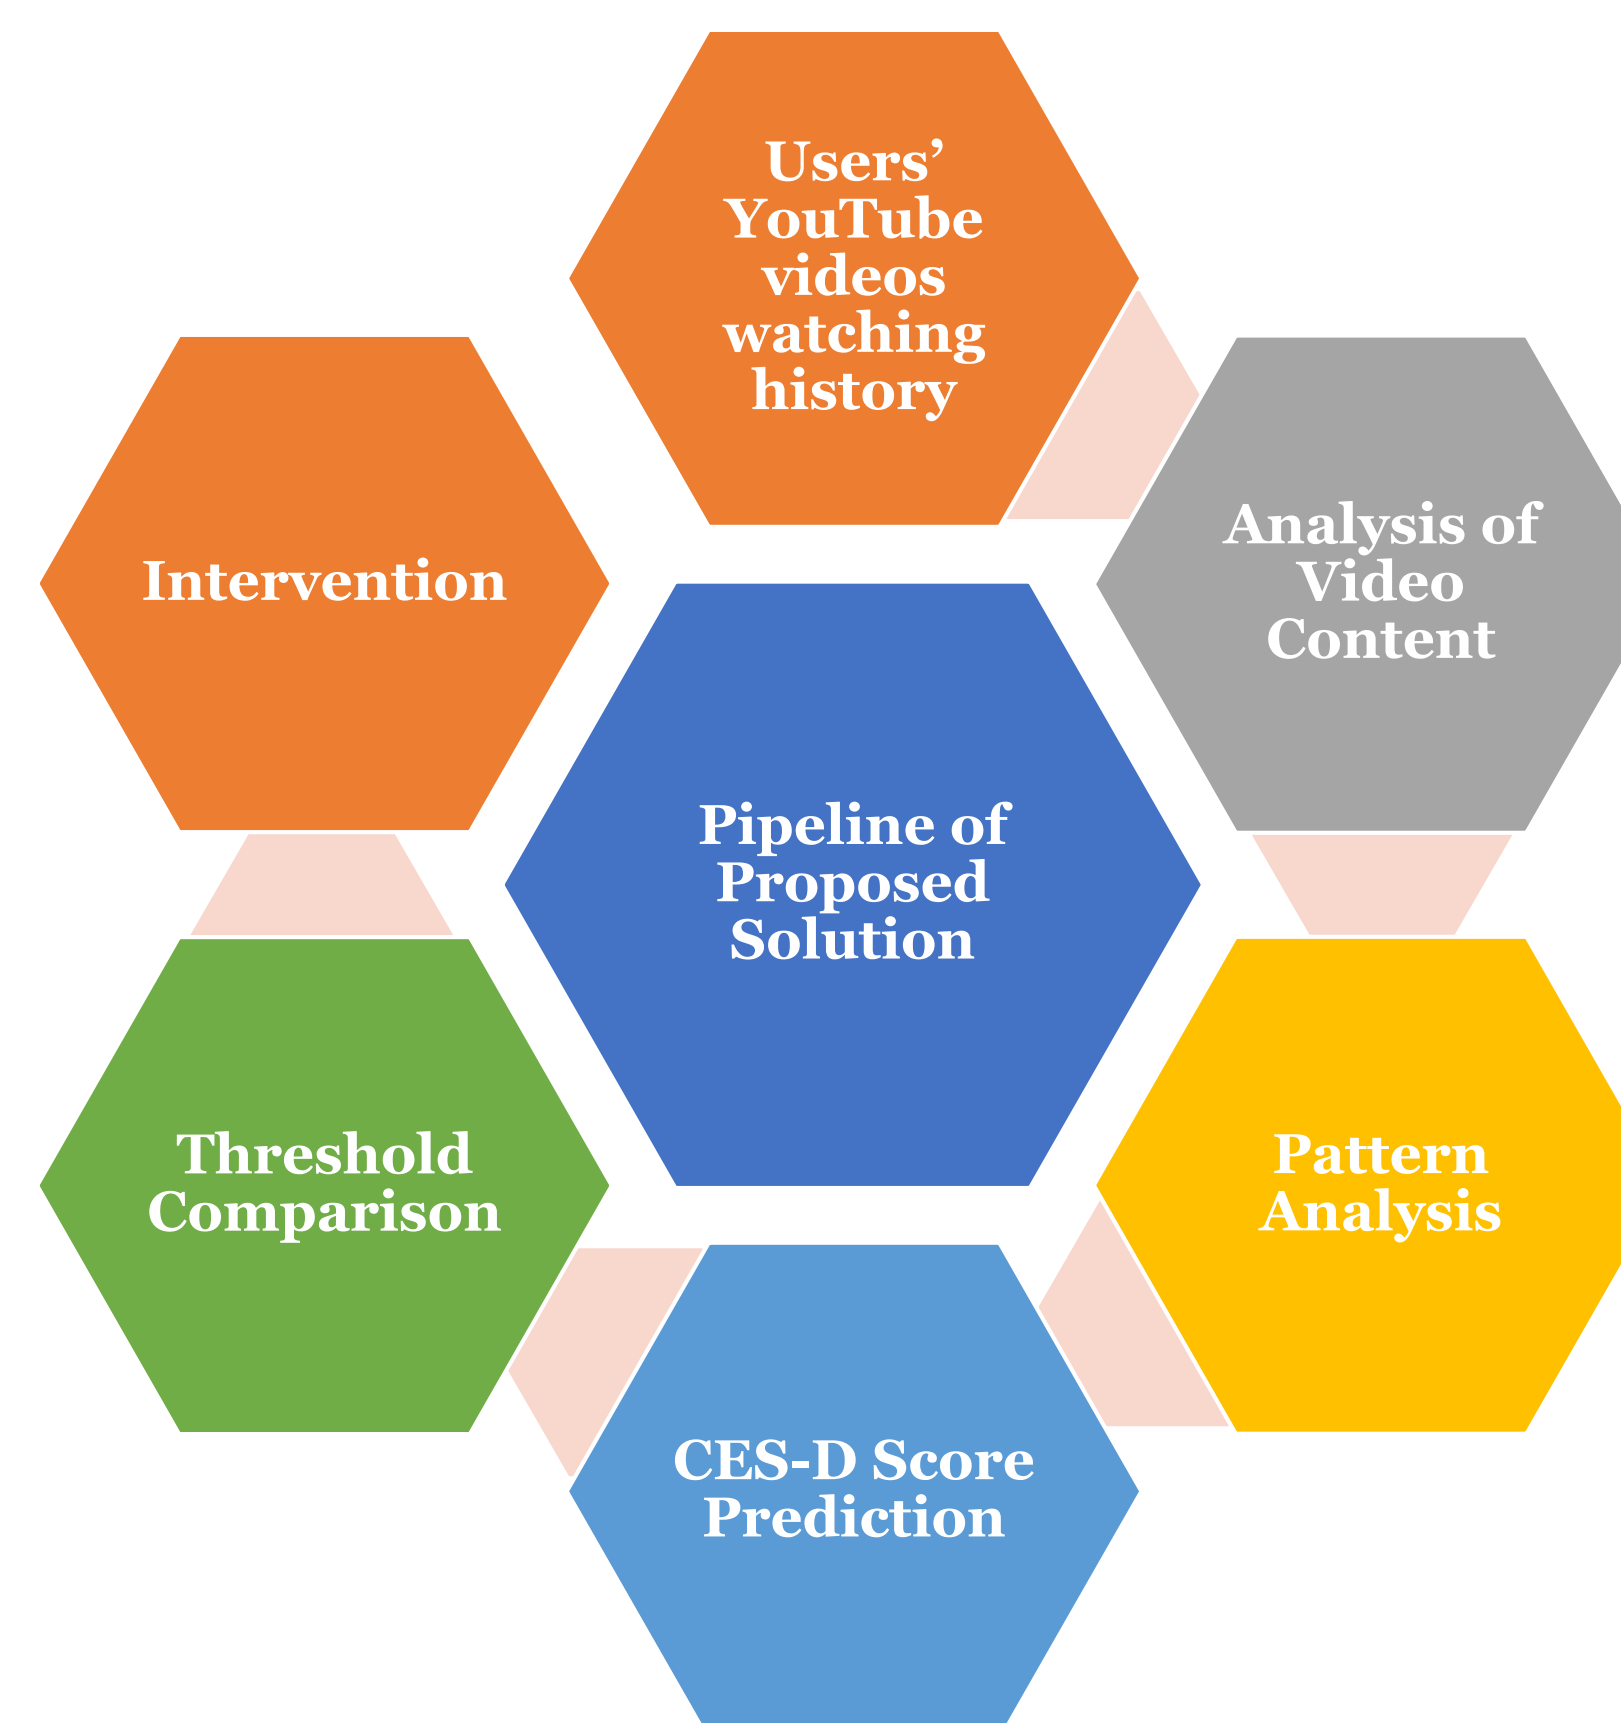 Users’
YouTube
videos
watching
history
Analysis of
Video
Content
Pattern
Analysis
CES-D Score
Prediction
Threshold
Comparison
Intervention
Pipeline of
Proposed
Solution